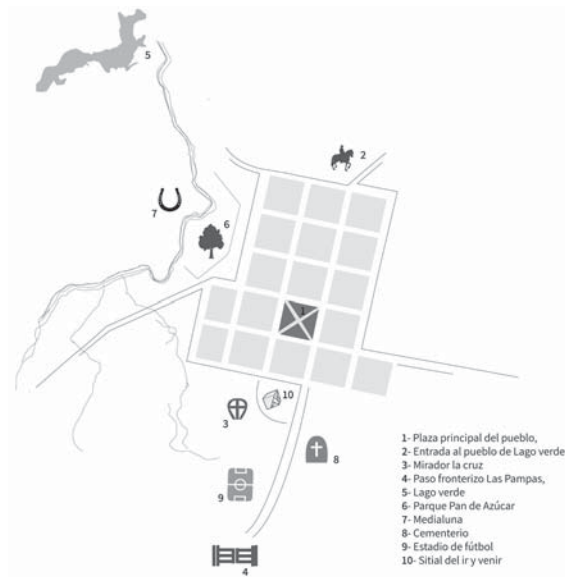 5
2
7
6
1
10
3
8
9
4
1- Plaza principal del pueblo,
2- Entrada al pueblo de Lago verde
3- Mirador la cruz
4- Paso fronterizo Las Pampas,
5- Lago verde
6- Parque Pan de Azúcar
7- Medialuna
8- Cementerio
9- Estadio de fútbol
10- Sitial del ir y venir